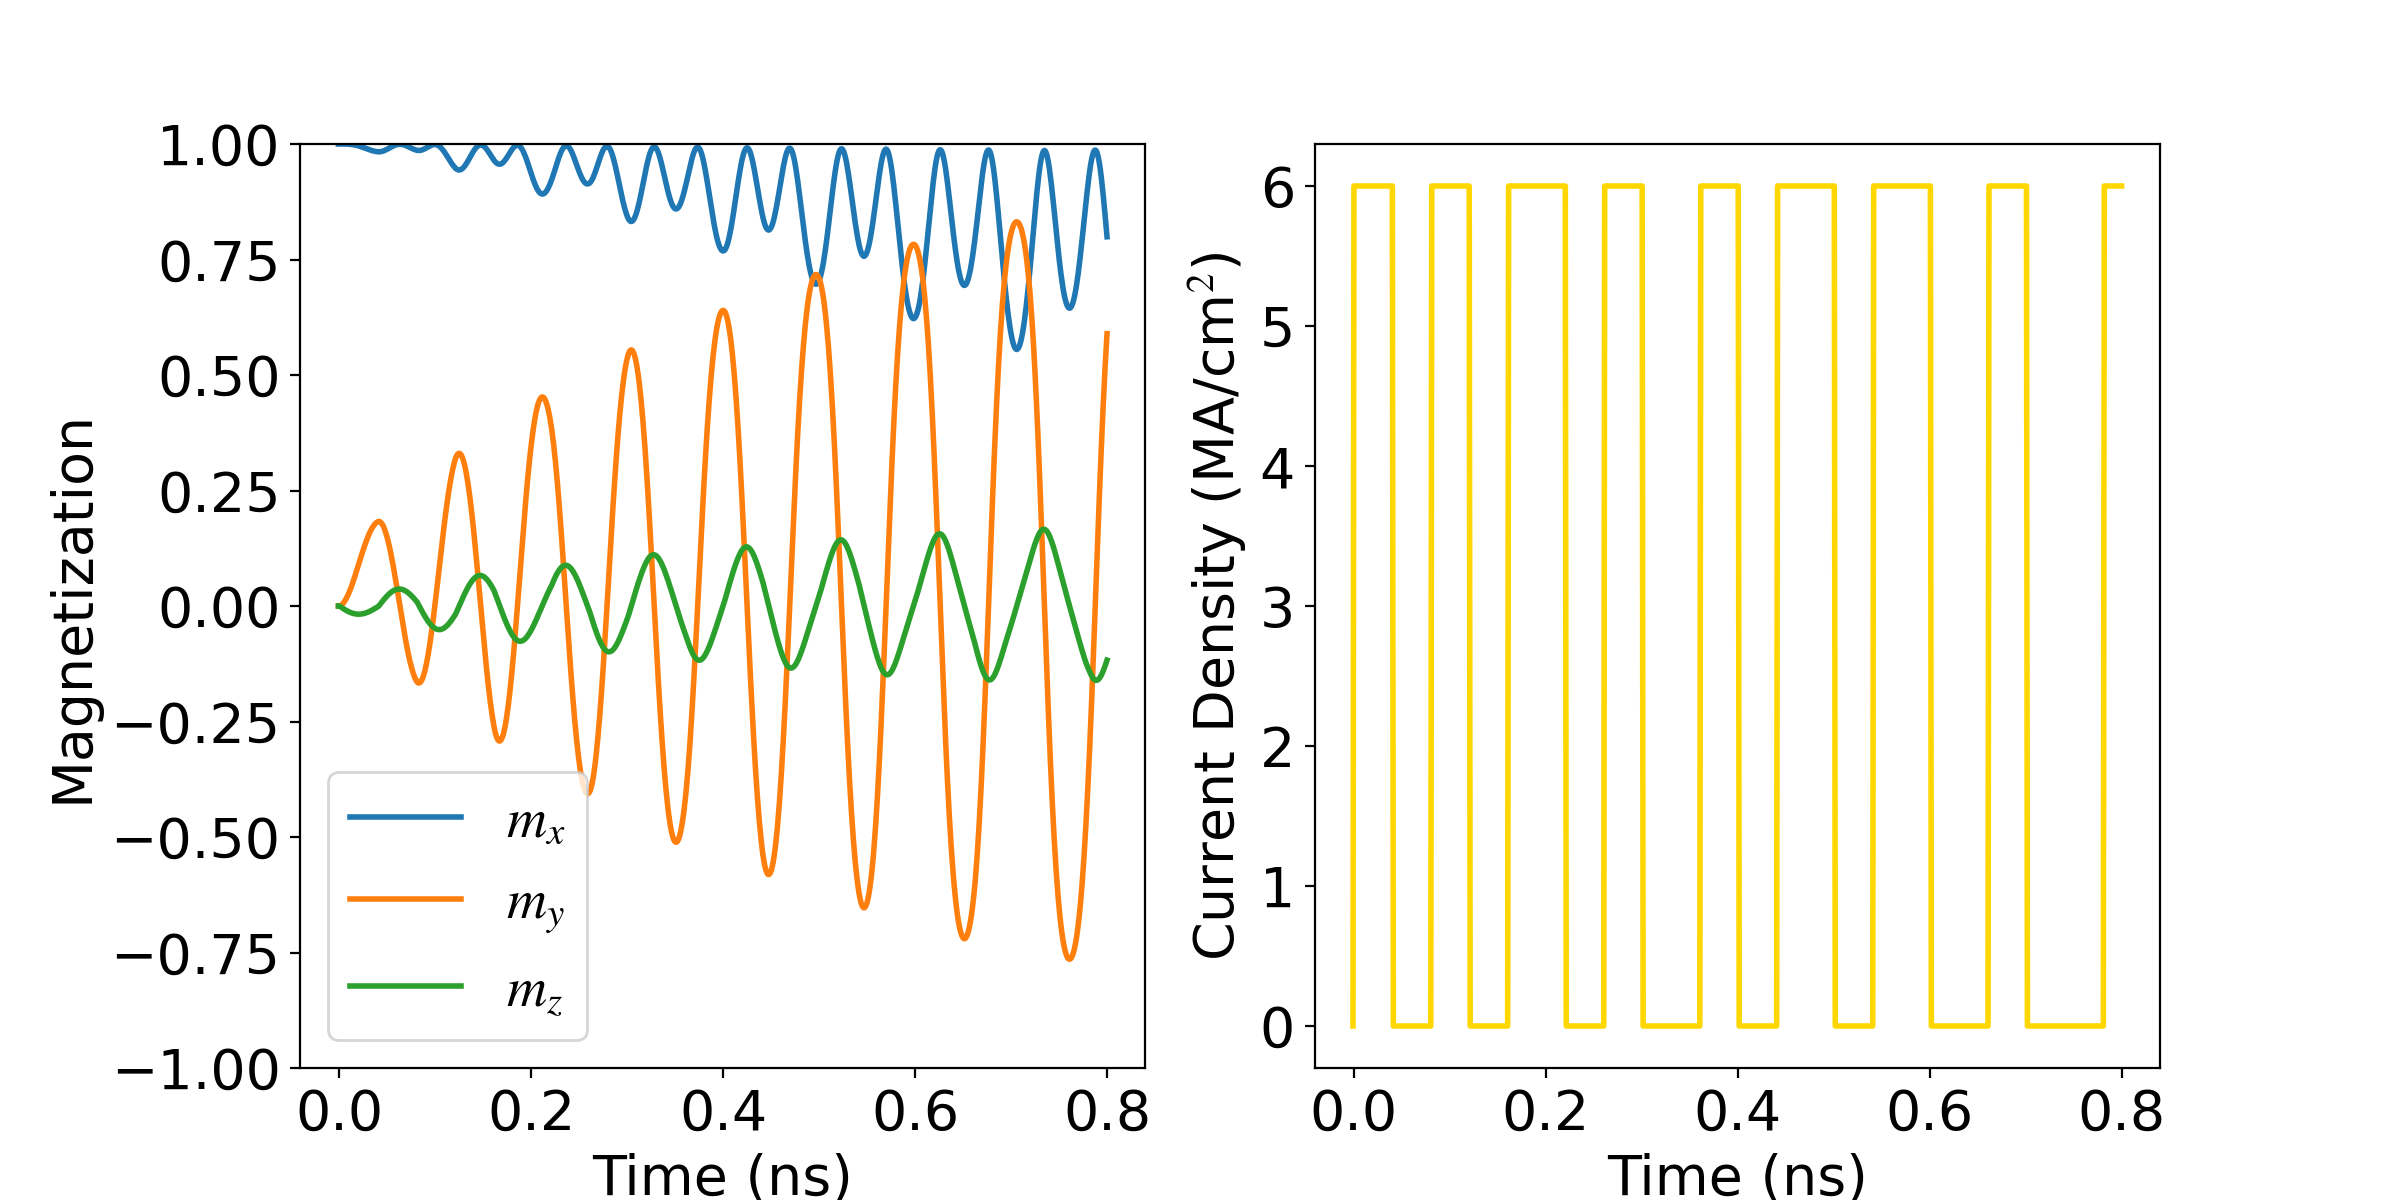 Magnetization
1.00
0.75
0.50
0.25
0.00
−0.25
−0.50
−0.75
−1.00
m_x
m_y
m_z
0.0 0.2 0.4 0.6 0.8
Time (ns)
Current Density (MA/cm²)
6
5
4
3
2
1
0
0.0 0.2 0.4 0.6 0.8
Time (ns)